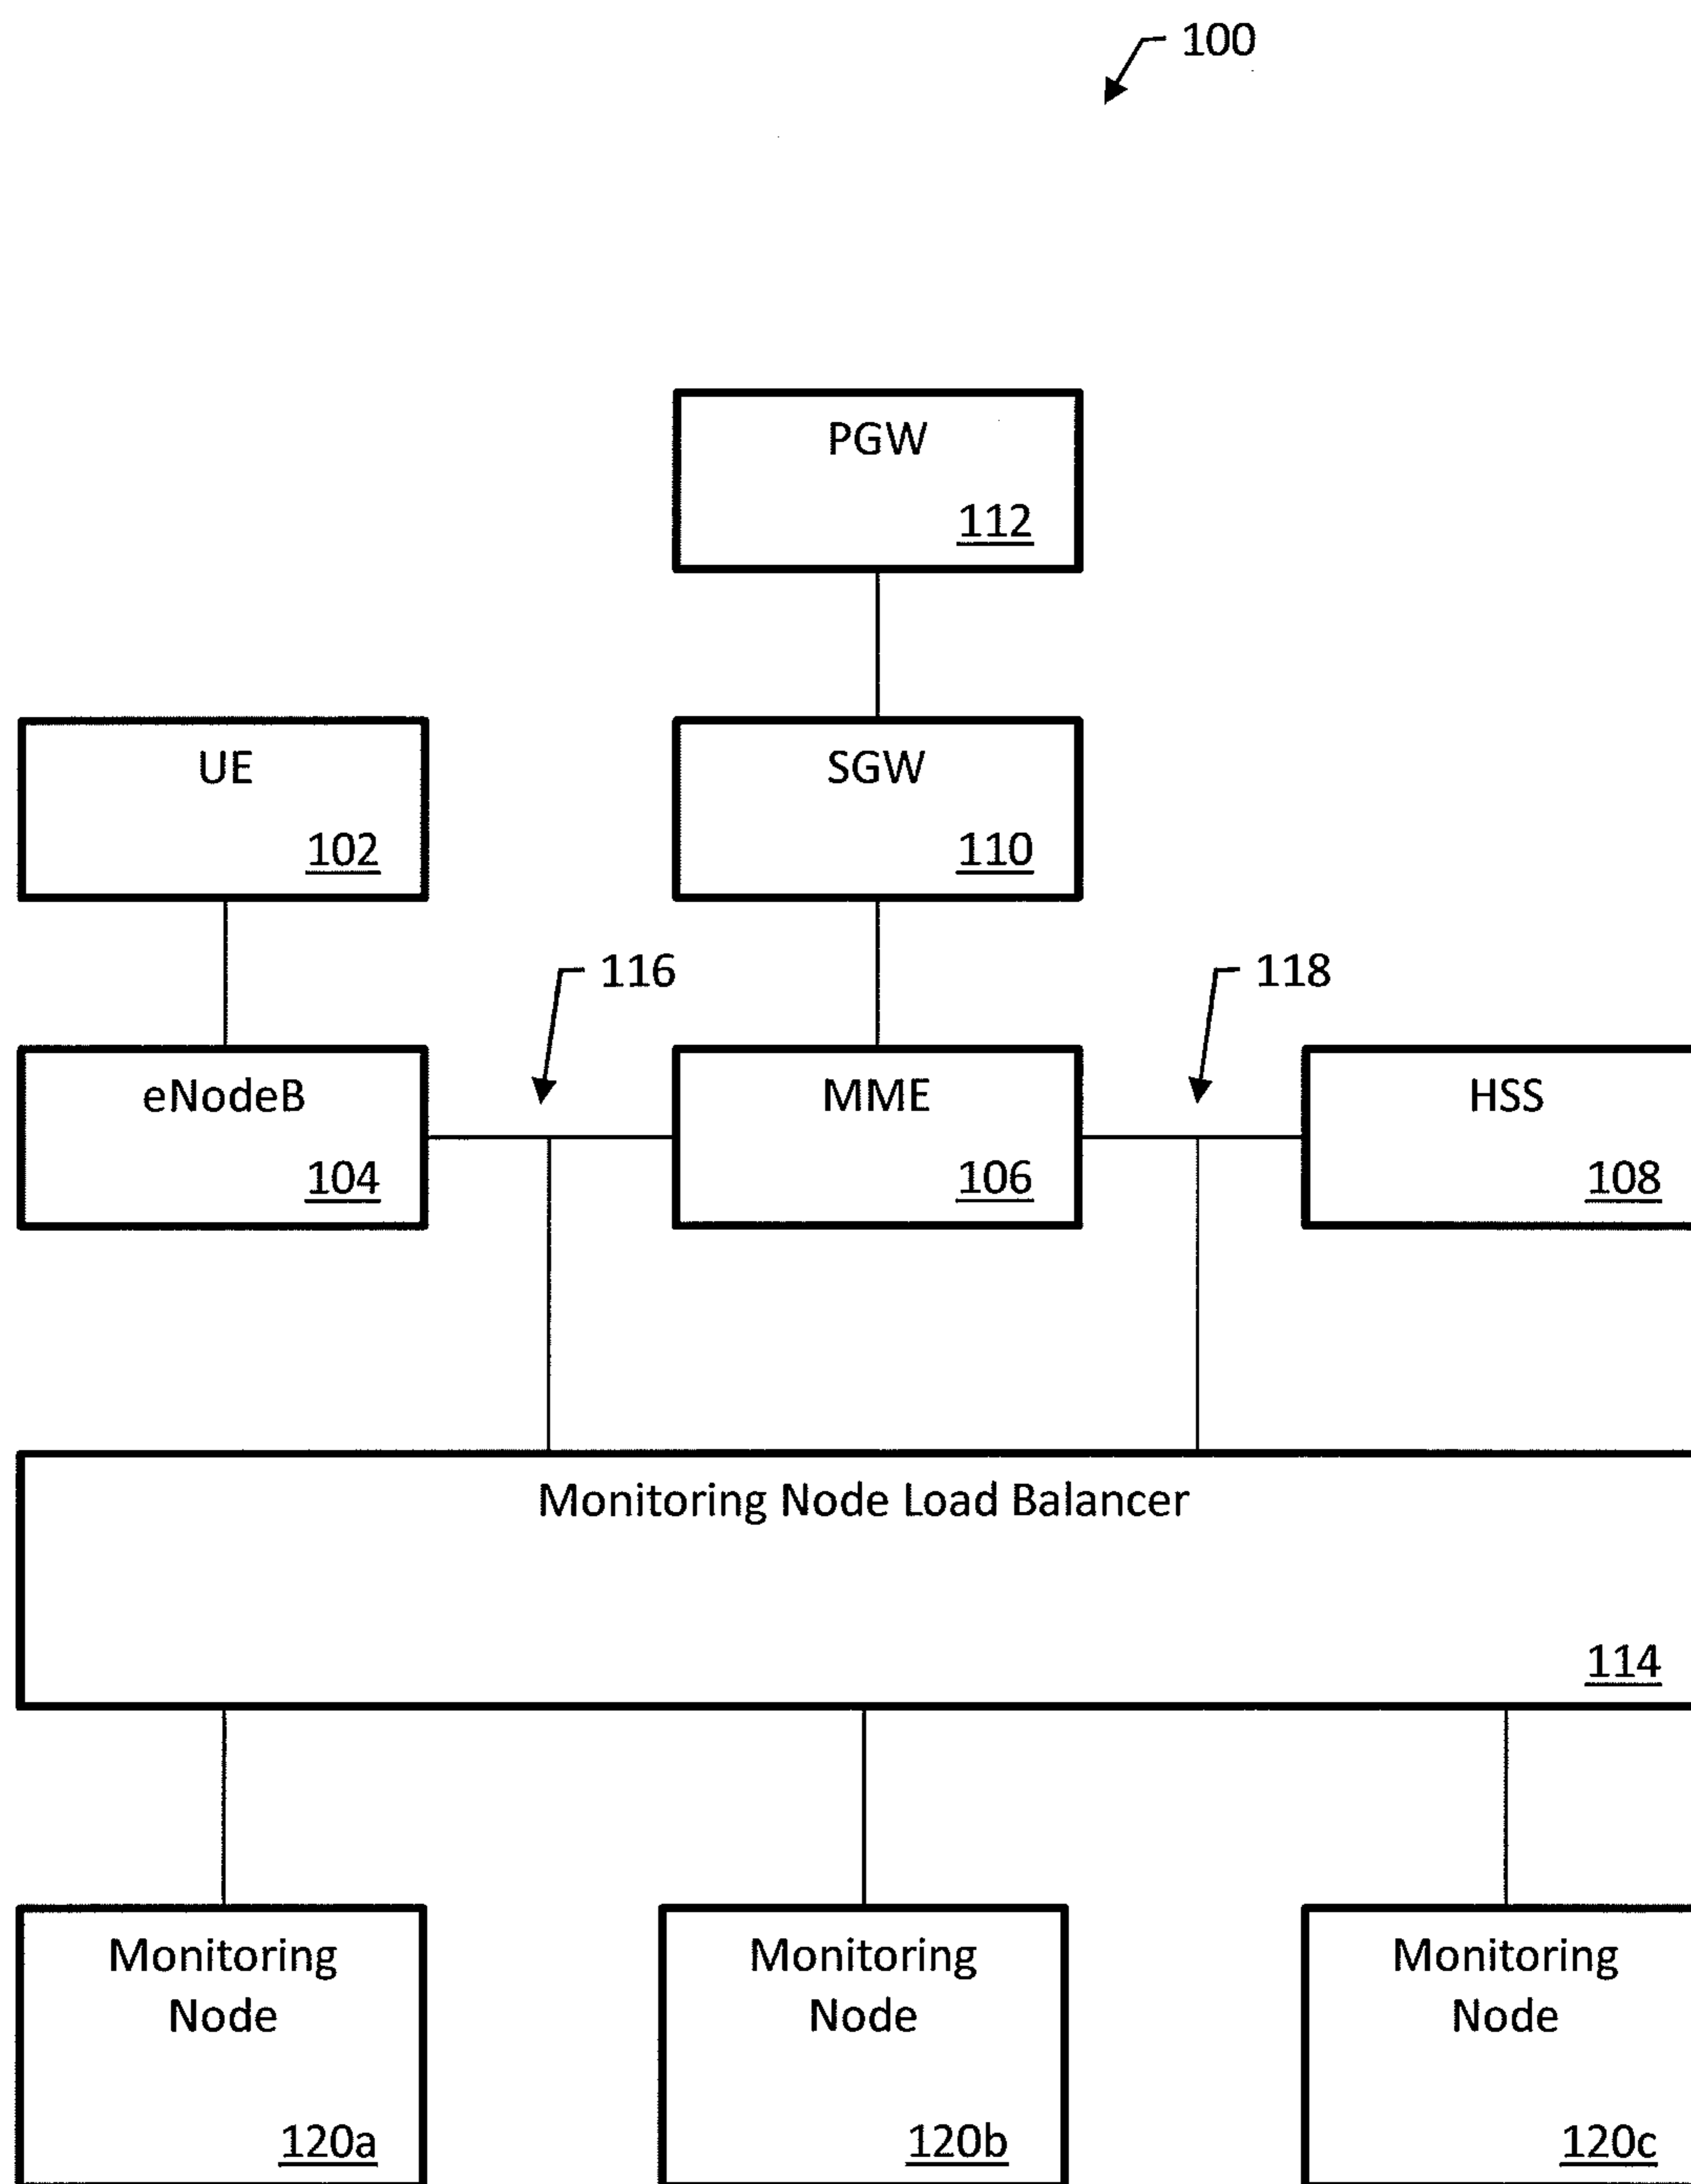 100
PGW
112
UE
102
SGW
110
116
118
eNodeB
104
MME
106
HSS
108
Monitoring Node Load Balancer
114
Monitoring
Node
120a
Monitoring
Node
120b
Monitoring
Node
120c